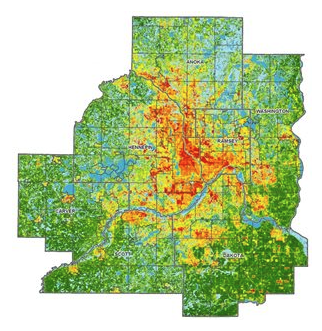 ANOKA
WASHINGTON
HENNEPIN
RAMSEY
CARVER
SCOTT
DAKOTA